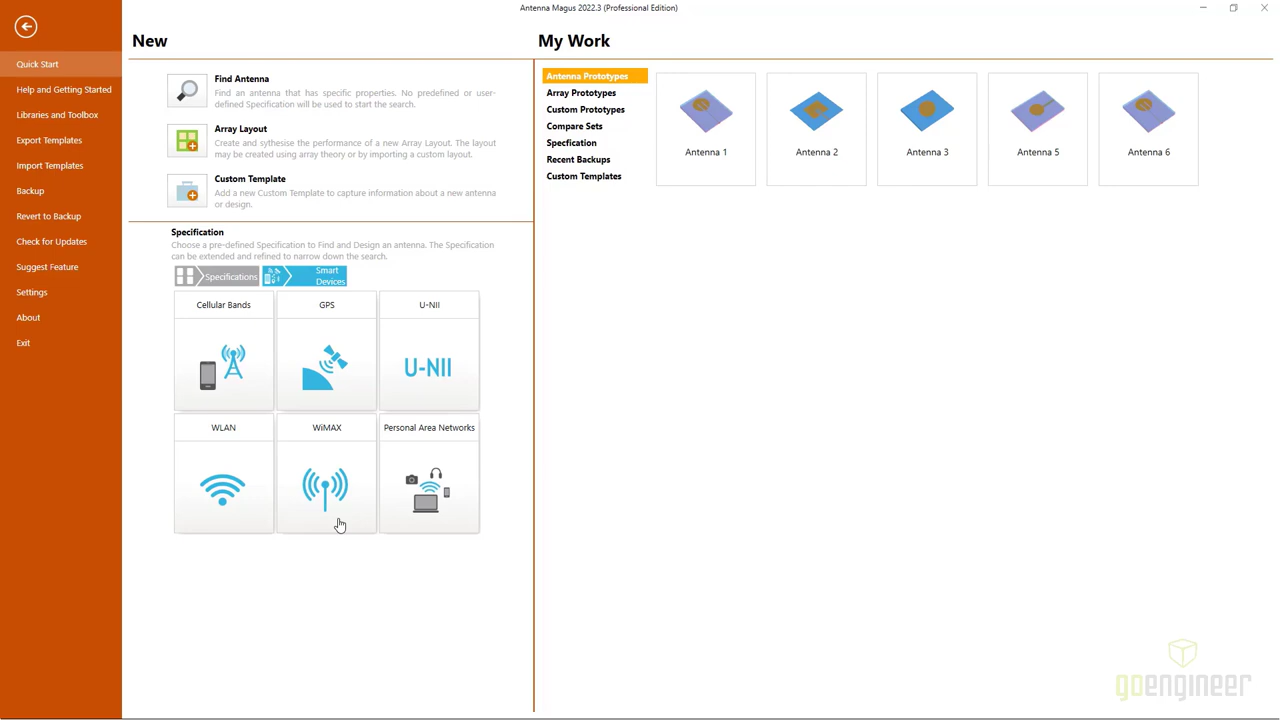 Antenna Magus 2022.3 (Professional Edition)
Quick Start
Help and Getting Started
Libraries and Toolbox
Export Templates
Import Templates
Backup
Revert to Backup
Check for Updates
Suggest Feature
Settings
About
Exit
New
Find Antenna
Find an antenna that has specific properties. No predefined or user-
defined Specification will be used to start the search.
Array Layout
Create and sythesise the performance of a new Array Layout. The layout
may be created using array theory or by importing a custom layout.
Custom Template
Add a new Custom Template to capture information about a new antenna
or design.
Specification
Choose a pre-defined Specification to Find and Design an antenna. The Specification
can be extended and refined to narrow down the search.
Specifications
Smart
Devices
Cellular Bands
GPS
U-NII
U-NII
WLAN
WiMAX
Personal Area Networks
My Work
Antenna Prototypes
Array Prototypes
Custom Prototypes
Compare Sets
Specfication
Recent Backups
Custom Templates
Antenna 1
Antenna 2
Antenna 3
Antenna 5
Antenna 6
goengineer